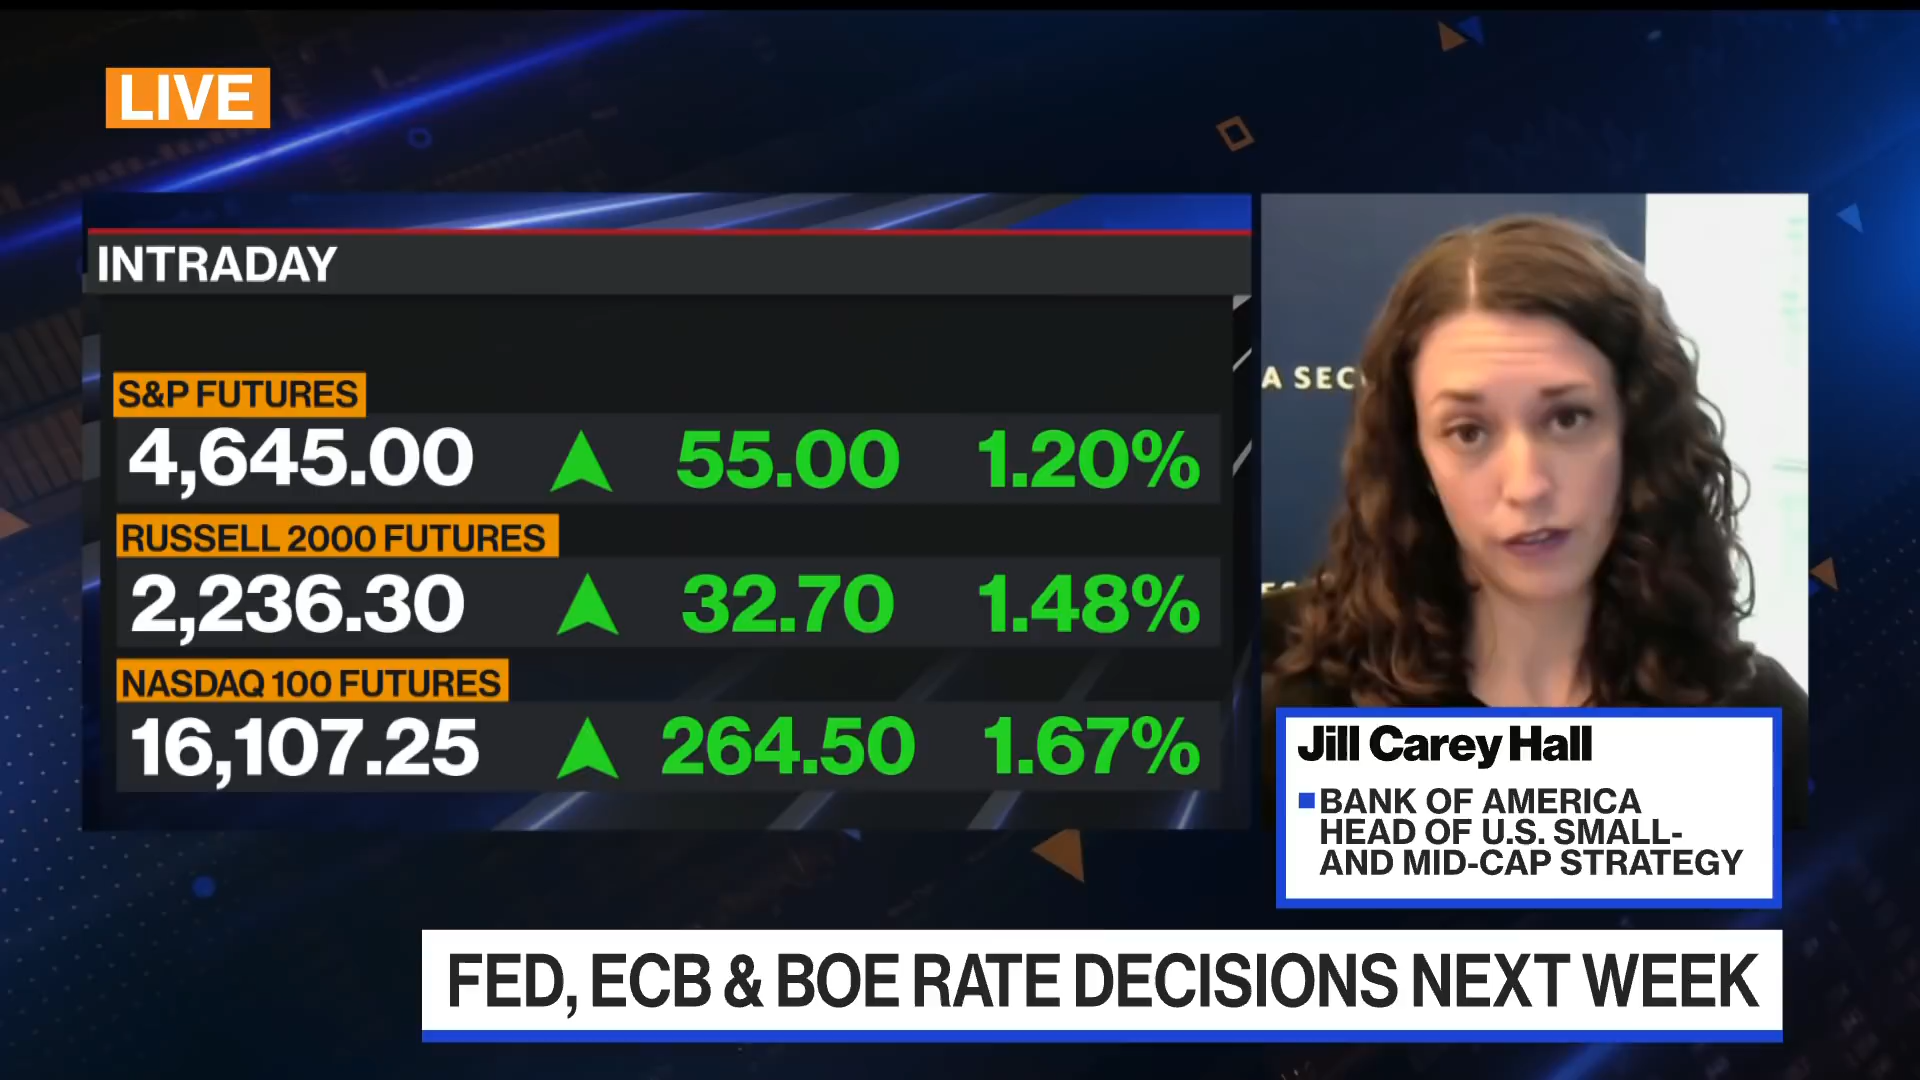 LIVE
INTRADAY
S&P FUTURES
4,645.00 ▲ 55.00 1.20%
RUSSELL 2000 FUTURES
2,236.30 ▲ 32.70 1.48%
NASDAQ 100 FUTURES
16,107.25 ▲ 264.50 1.67%
A SEC
Jill Carey Hall
BANK OF AMERICA
HEAD OF U.S. SMALL-
AND MID-CAP STRATEGY
FED, ECB & BOE RATE DECISIONS NEXT WEEK